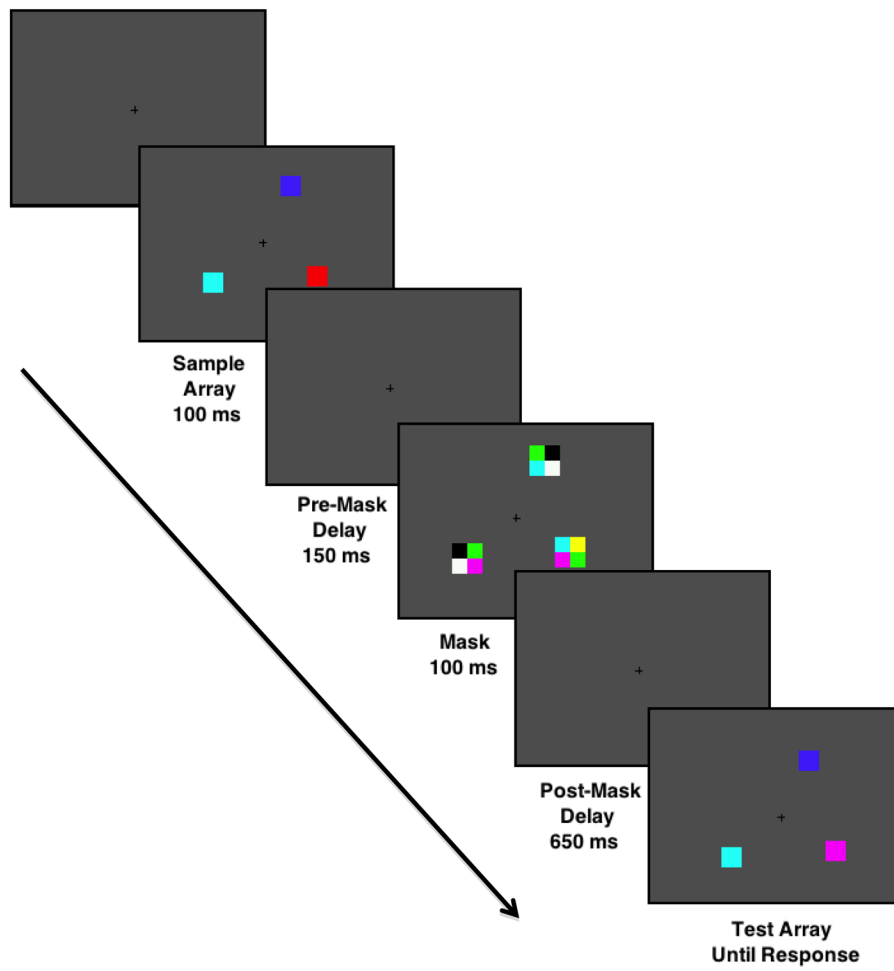 Sample
Array
100 ms
Pre-Mask
Delay
150 ms
Mask
100 ms
Post-Mask
Delay
650 ms
Test Array
Until Response